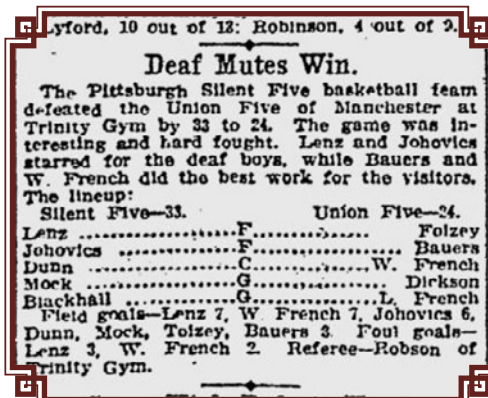 Lyford, 10 out of 12; Robinson, 4 out of 9.
Deaf Mutes Win.
The Pittsburgh Silent Five basketball team
defeated the Union Five of Manchester at
Trinity Gym by 33 to 24. The game was in-
teresting and hard fought. Lenz and Johovics
starred for the deaf boys, while Bauers and
W. French did the best work for the visitors.
The lineup:
Silent Five—33. Union Five—24.
Lenz ..................F.................. Folzey
Johovics ..................F.................. Bauers
Dunn ..................C.................. W. French
Mock ..................G.................. Dickson
Blackhall ..................G.................. L. French
Field goals—Lenz 7, W. French 7, Johovics 6,
Dunn, Mock, Tolzey, Bauers 3. Foul goals—
Lenz 3, W. French 2. Referee—Robson of
Trinity Gym.